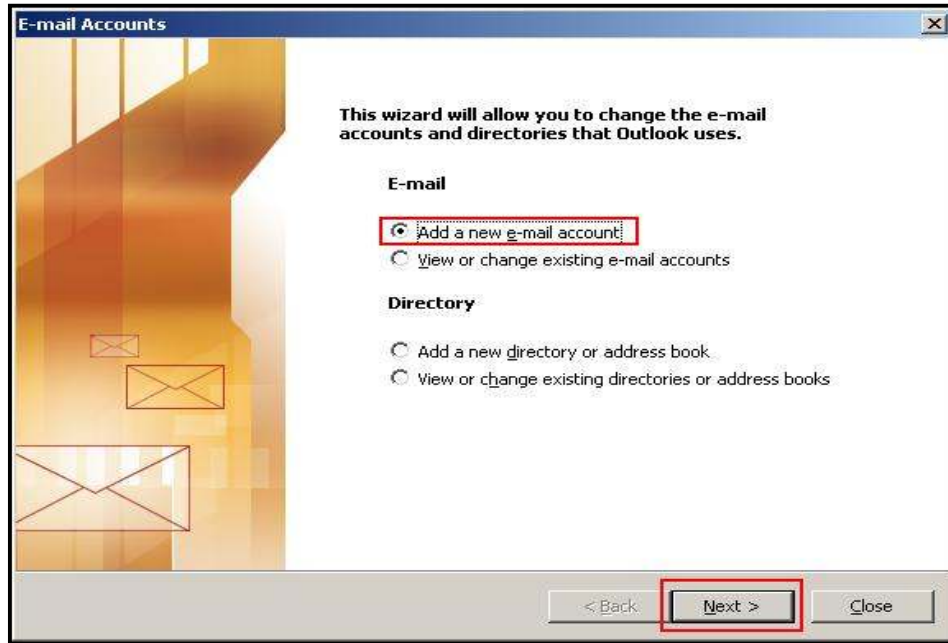 E-mail Accounts
This wizard will allow you to change the e-mail
accounts and directories that Outlook uses.
E-mail
Add a new e-mail account
View or change existing e-mail accounts
Directory
Add a new directory or address book
View or change existing directories or address books
< Back
Next >
Close